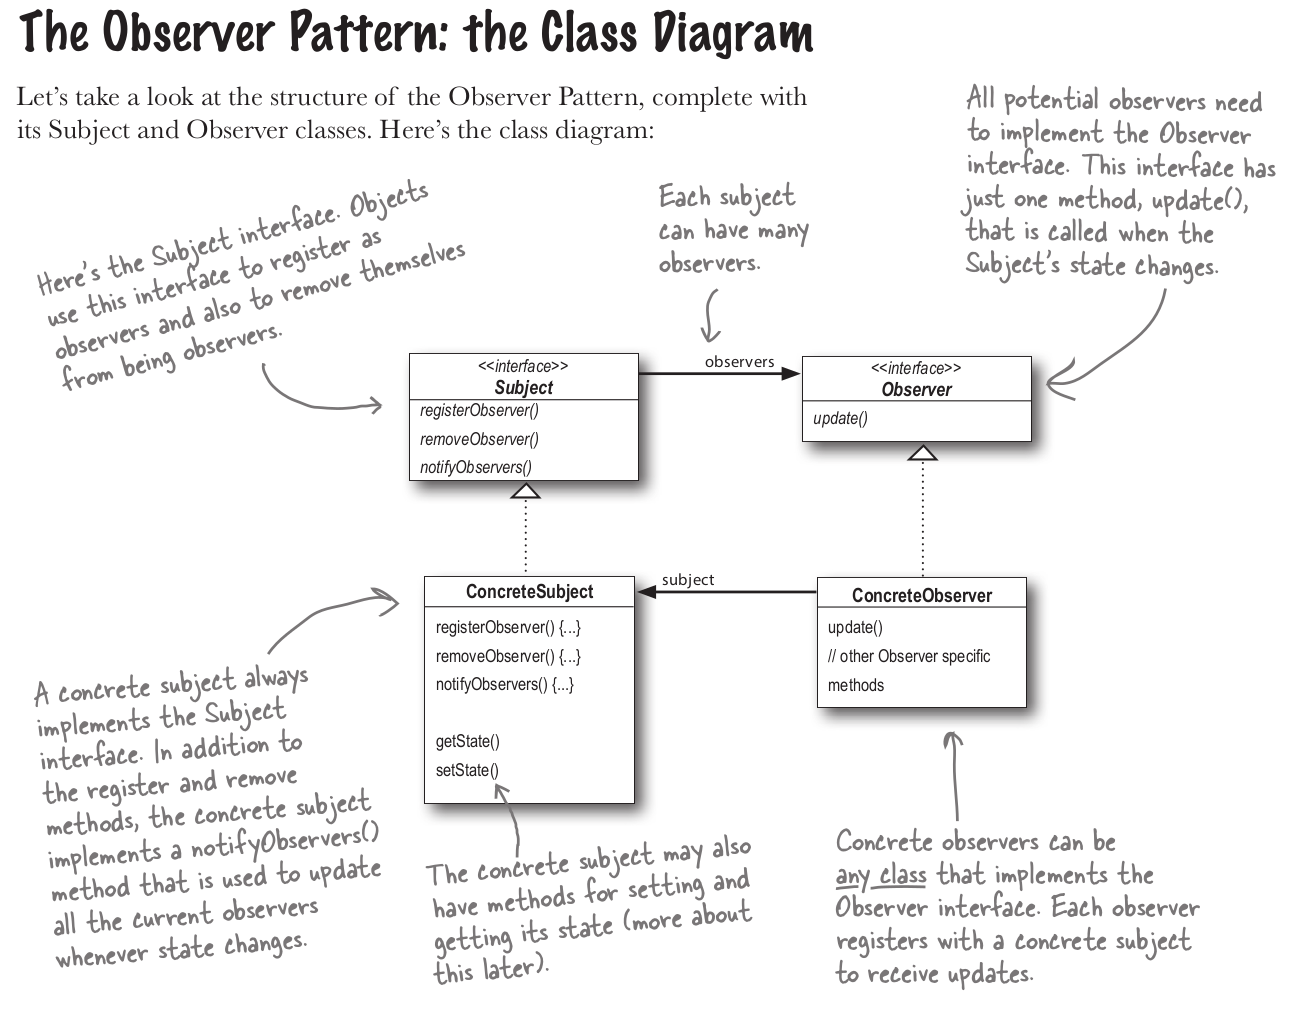 The Observer Pattern: the Class Diagram
Let's take a look at the structure of the Observer Pattern, complete with
its Subject and Observer classes. Here's the class diagram:
Here's the Subject interface. Objects
use this interface to register as
observers and also to remove themselves
from being observers.
Each subject
can have many
observers.
All potential observers need
to implement the Observer
interface. This interface has
just one method, update(),
that is called when the
Subject's state changes.
<<interface>>
Subject
registerObserver()
removeObserver()
notifyObservers()
observers
<<interface>>
Observer
update()
ConcreteSubject
registerObserver() {...}
removeObserver() {...}
notifyObservers() {...}
getState()
setState()
subject
ConcreteObserver
update()
// other Observer specific
methods
A concrete subject always
implements the Subject
interface. In addition to
the register and remove
methods, the concrete subject
implements a notifyObservers()
method that is used to update
all the current observers
whenever state changes.
The concrete subject may also
have methods for setting and
getting its state (more about
this later).
Concrete observers can be
any class that implements the
Observer interface. Each observer
registers with a concrete subject
to receive updates.